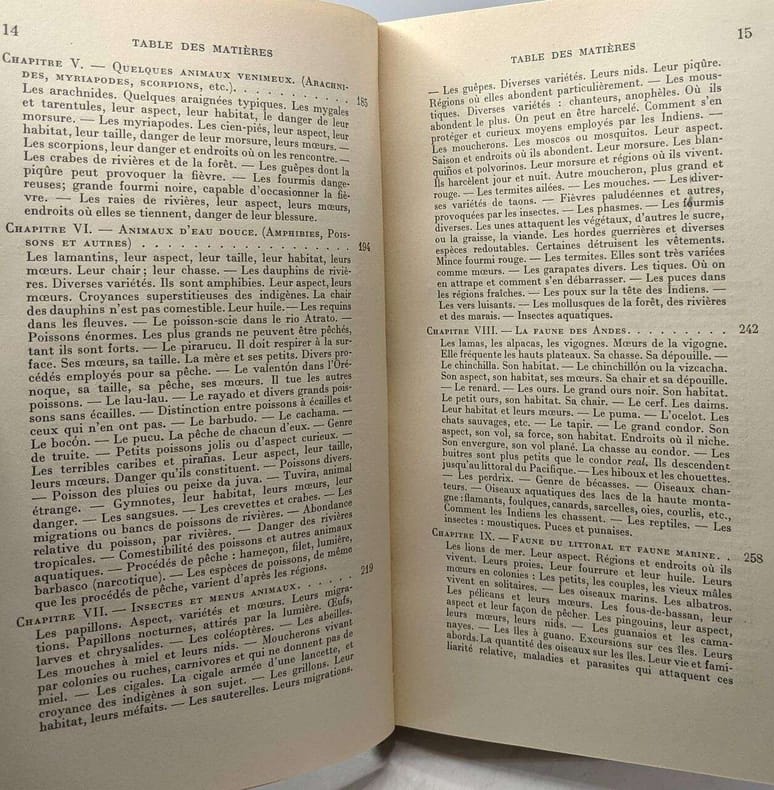 14
TABLE DES MATIÈRES
CHAPITRE V. — QUELQUES ANIMAUX VENIMEUX. (ARACHNI-
DES, MYRIAPODES, SCORPIONS, etc.). . . . . . . . . . . 185
Les arachnides. Quelques araignées typiques. Les mygales
et tarentules, leur aspect, leur habitat, le danger de leur
morsure. — Les myriapodes. Les cien-piés, leur aspect, leur
habitat, leur taille, danger de leur morsure, leurs mœurs. —
Les scorpions, leur danger et endroits où on les rencontre. —
Les crabes de rivières et de la forêt. — Les guêpes dont la
piqûre peut provoquer la fièvre. — Les fourmis dange-
reuses; grande fourmi noire, capable d'occasionner la fiè-
vre. — Les raies de rivières, leur aspect, leurs mœurs,
endroits où elles se tiennent, danger de leur blessure.
CHAPITRE VI. — ANIMAUX D'EAU DOUCE. (AMPHIBIES, POIS-
SONS ET AUTRES) . . . . . . . . . . . . . . . . . . 194
Les lamantins, leur aspect, leur taille, leur habitat, leurs
mœurs. Leur chair; leur chasse. — Les dauphins de riviè-
res. Diverses variétés. Ils sont amphibies. Leur aspect, leurs
mœurs. Croyances superstitieuses des indigènes. La chair
des dauphins n'est pas comestible. Leur huile. — Les requins
dans les fleuves. — Le poisson-scie dans le rio Atrato. —
Poissons énormes. Les plus grands ne peuvent être pêchés,
tant ils sont forts. — Le pirarucu. Il doit respirer à la sur-
face. Ses mœurs, sa taille. La mère et ses petits. Divers pro-
cédés employés pour sa pêche. — Le valentón dans l'Oré-
noque, sa taille, sa pêche, ses mœurs. Il tue les autres
poissons. — Le lau-lau. — Le rayado et divers grands pois-
sons sans écailles. — Distinction entre poissons à écailles et
ceux qui n'en ont pas. — Le barbudo. — Le cachama. —
Le bocón. — Le pucu. La pêche de chacun d'eux. — Genre
de truite. — Petits poissons jolis ou d'aspect curieux. —
Les terribles caribes et pirañas. Leur aspect, leur taille,
leurs mœurs. Danger qu'ils constituent. — Poissons divers.
— Poisson des pluies ou peixe da juva. — Tuvira, animal
étrange. — Gymnotes, leur habitat, leurs mœurs, leur
danger. — Les sangsues. — Les crevettes et crabes. — Les
migrations ou bancs de poissons de rivières. — Abondance
relative du poisson, par rivières. — Danger des rivières
tropicales. — Comestibilité des poissons et autres animaux
aquatiques. — Procédés de pêche : hameçon, filet, lumière,
barbasco (narcotique). — Les espèces de poissons, de même
que les procédés de pêche, varient d'après les régions.
CHAPITRE VII. — INSECTES ET MENUS ANIMAUX. . . . . . 219
Les papillons. Aspect, variétés et mœurs. Leurs migra-
tions. Papillons nocturnes, attirés par la lumière. Œufs,
larves et chrysalides. — Les coléoptères. — Les abeilles.
Les mouches à miel et leurs nids. — Moucherons vivant
par colonies ou ruches, carnivores et qui ne donnent pas de
miel. — Les cigales. La cigale armée d'une lancette, et
croyance des indigènes à son sujet. — Les grillons. Leur
habitat, leurs méfaits. — Les sauterelles. Leurs migrations.
15
TABLE DES MATIÈRES
— Les guêpes. Diverses variétés. Leurs nids. Leur piqûre.
Régions où elles abondent particulièrement. — Les mous-
tiques. Diverses variétés : chanteurs, anophèles. Où ils
abondent le plus. On peut en être harcelé. Comment s'en
protéger et curieux moyens employés par les Indiens. —
Les moucherons. Les moscos ou mosquitos. Leur aspect.
Saison et endroits où ils abondent. Leur morsure. Les blan-
quiños et polvorinos. Leur morsure et régions où ils vivent.
Ils harcèlent jour et nuit. Autre moucheron, plus grand et
rouge. — Les termites ailées. — Les mouches. — Les diver-
ses variétés de taons. — Fièvres paludéennes et autres,
provoquées par les insectes. — Les phasmes. — Les fourmis
diverses. Les unes attaquent les végétaux, d'autres le sucre,
ou la graisse, la viande. Les hordes guerrières et diverses
espèces redoutables. Certaines détruisent les vêtements.
Mince fourmi rouge. — Les termites. Elles sont très variées
comme mœurs. — Les garapates divers. Les tiques. Où on
en attrape et comment s'en débarrasser. — Les puces dans
les régions fraîches. — Les poux sur la tête des Indiens. —
Les vers luisants. — Les mollusques de la forêt, des rivières
et des marais. — Insectes aquatiques.
CHAPITRE VIII. — LA FAUNE DES ANDES. . . . . . . . . 242
Les lamas, les alpacas, les vigognes. Mœurs de la vigogne.
Elle fréquente les hauts plateaux. Sa chasse. Sa dépouille. —
Le chinchilla. Son habitat. — Le chinchillón ou la vizcacha.
Son aspect, son habitat, ses mœurs. Sa chair et sa dépouille.
— Le renard. — Les ours. Le grand ours noir. Son habitat.
Le petit ours, son habitat. Sa chair. — Le cerf. Les daims.
Leur habitat et leurs mœurs. — Le puma. — L'ocelot. Les
chats sauvages, etc. — Le tapir. — Le grand condor. Son
aspect, son vol, sa force, son habitat. Endroits où il niche.
Son envergure, son vol plané. La chasse au condor. — Les
buitres sont plus petits que le condor real. Ils descendent
jusqu'au littoral du Pacifique. — Les hiboux et les chouettes.
— Les perdrix. — Genre de bécasses. — Oiseaux chan-
teurs. — Oiseaux aquatiques des lacs de la haute monta-
gne: flamants, foulques, canards, sarcelles, oies, courlis, etc.,
Comment les Indiens les chassent. — Les reptiles. — Les
insectes : moustiques. Puces et punaises.
CHAPITRE IX. — FAUNE DU LITTORAL ET FAUNE MARINE. . . 258
Les lions de mer. Leur aspect. Régions et endroits où ils
vivent. Leurs proies. Leur fourrure et leur huile. Leurs
mœurs en colonies : Les petits, les couples, les vieux mâles
vivent en solitaires. — Les oiseaux marins. Les albatros.
Les pélicans et leurs mœurs. Les fous-de-bassan, leur
aspect et leur façon de pêcher. Les pingouins, leur aspect,
leurs mœurs, leurs nids. — Les guanaios et les cama-
nayes. — Les îles à guano. Excursions sur ces îles. Leurs
abords. La quantité des oiseaux sur les îles. Leur vie et fami-
liarité relative, maladies et parasites qui attaquent ces